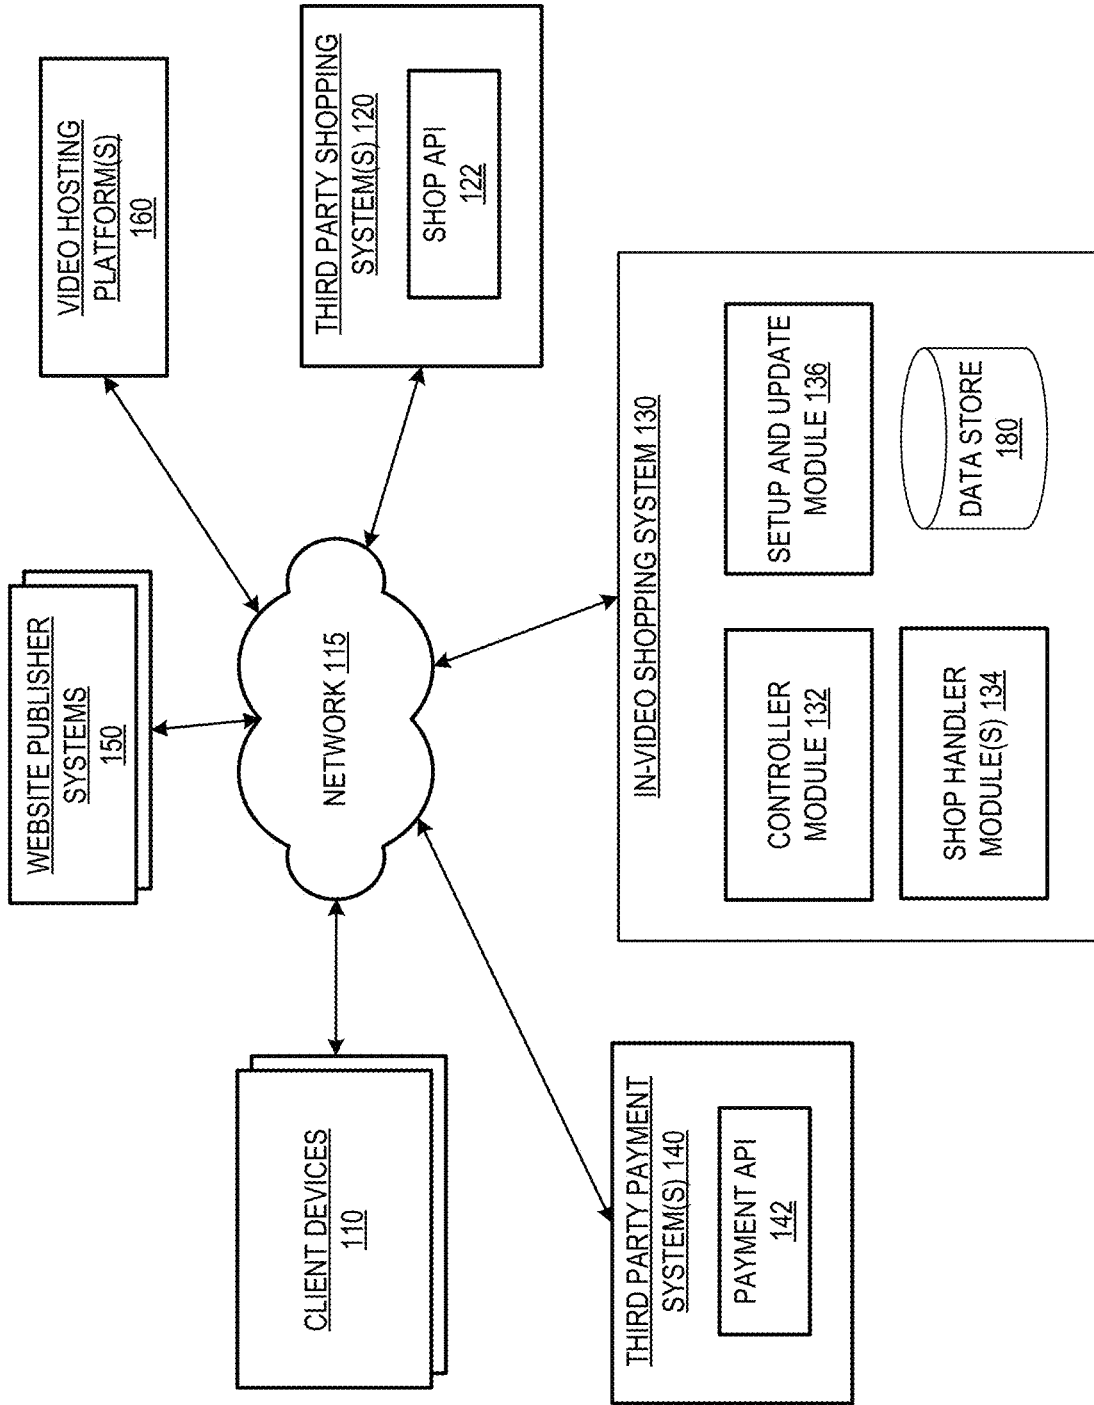 CLIENT DEVICES
110
WEBSITE PUBLISHER
SYSTEMS
150
VIDEO HOSTING
PLATFORM(S)
160
NETWORK 115
THIRD PARTY SHOPPING
SYSTEM(S) 120
SHOP API
122
THIRD PARTY PAYMENT
SYSTEM(S) 140
PAYMENT API
142
IN-VIDEO SHOPPING SYSTEM 130
CONTROLLER
MODULE 132
SETUP AND UPDATE
MODULE 136
SHOP HANDLER
MODULE(S) 134
DATA STORE
180